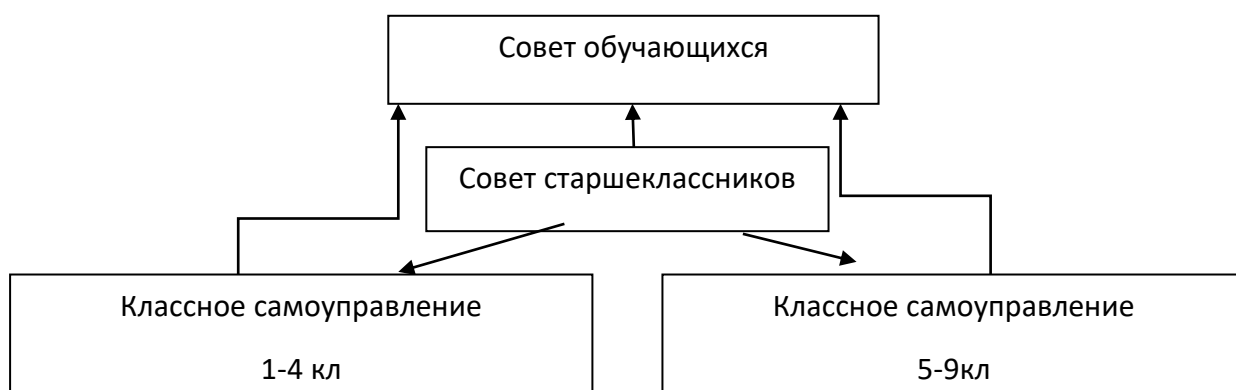 Совет обучающихся
Совет старшеклассников
Классное самоуправление
1-4 кл
Классное самоуправление
5-9кл